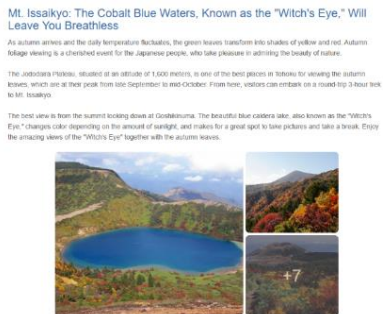 Mt. Issaikyo: The Cobalt Blue Waters, Known as the "Witch's Eye," Will
Leave You Breathless
As autumn arrives and the daily temperature fluctuates, the green leaves transform into shades of yellow and red. Autumn
foliage viewing is a cherished event for the Japanese people, who take pleasure in admiring the beauty of nature.
The Jododaira Plateau, situated at an altitude of 1,600 meters, is one of the best places in Tohoku for viewing the autumn
leaves, which are at their peak from late September to mid-October. From here, visitors can embark on a round-trip 3-hour trek
to Mt. Issaikyo.
The best view is from the summit looking down at Goshikinuma. The beautiful blue caldera lake, also known as the "Witch's
Eye," changes color depending on the amount of sunlight, and makes for a great spot to take pictures and take a break. Enjoy
the amazing views of the "Witch's Eye" together with the autumn leaves.
+7